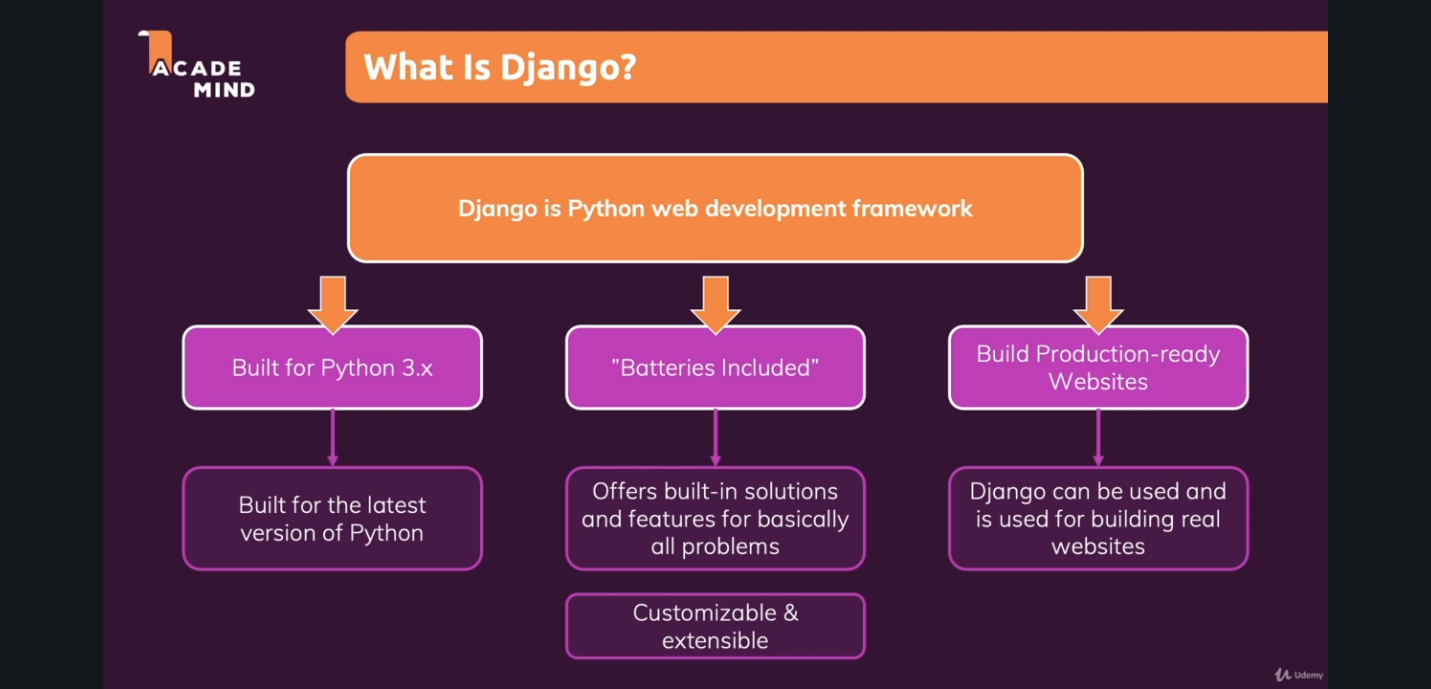 ACADE
MIND
What Is Django?
Django is Python web development framework
Built for Python 3.x
”Batteries Included”
Build Production-ready
Websites
Built for the latest
version of Python
Offers built-in solutions
and features for basically
all problems
Django can be used and
is used for building real
websites
Customizable &
extensible
Udemy